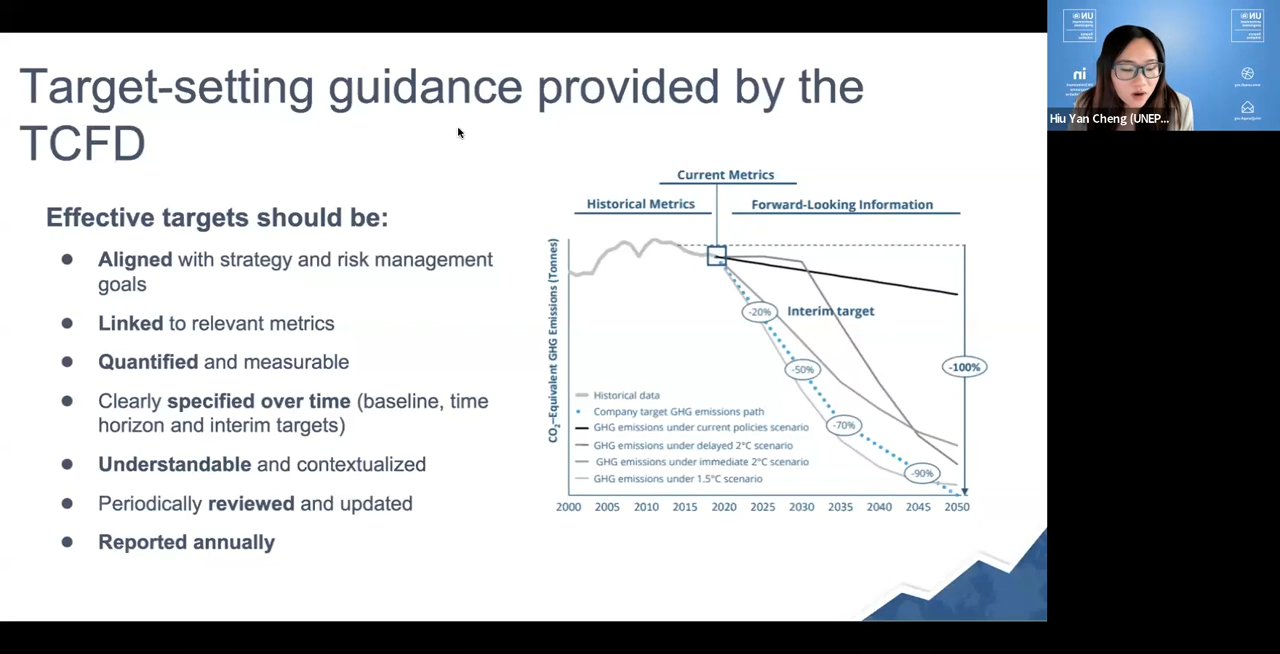 Target-setting guidance provided by the
TCFD
Effective targets should be:
Aligned with strategy and risk management
goals
Linked to relevant metrics
Quantified and measurable
Clearly specified over time (baseline, time
horizon and interim targets)
Understandable and contextualized
Periodically reviewed and updated
Reported annually
Current Metrics
Historical Metrics
Forward-Looking Information
CO₂–Equivalent GHG Emissions (Tonnes)
-20%
Interim target
-50%
-100%
-70%
-90%
Historical data
Company target GHG emissions path
GHG emissions under current policies scenario
GHG emissions under delayed 2°C scenario
GHG emissions under immediate 2°C scenario
GHG emissions under 1.5°C scenario
2000 2005 2010 2015 2020 2025 2030 2035 2040 2045 2050
UN
UN
in
Hiu Yan Cheng (UNEP...